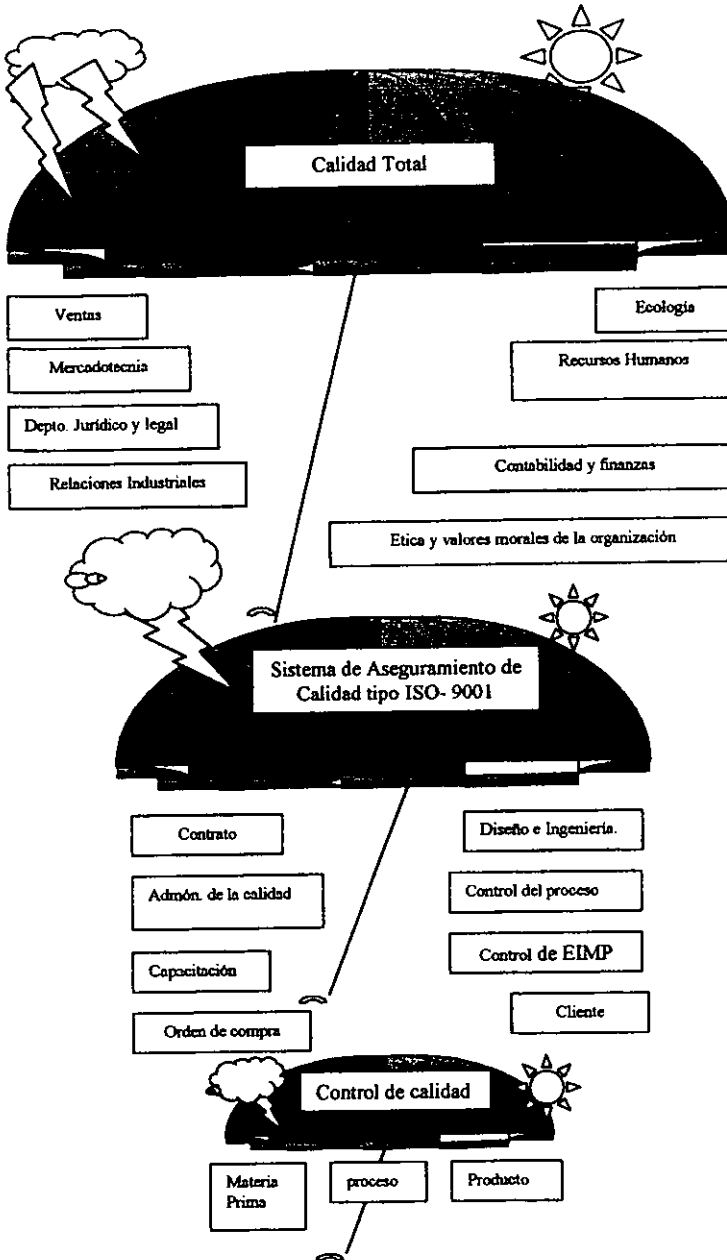 Calidad Total
Ventas
Ecología
Mercadotecnia
Recursos Humanos
Depto. Jurídico y legal
Contabilidad y finanzas
Relaciones Industriales
Etica y valores morales de la organización
Sistema de Aseguramiento de
Calidad tipo ISO- 9001
Contrato
Diseño e Ingeniería.
Admón. de la calidad
Control del proceso
Capacitación
Control de EIMP
Orden de compra
Cliente
Control de calidad
Materia
Prima
proceso
Producto